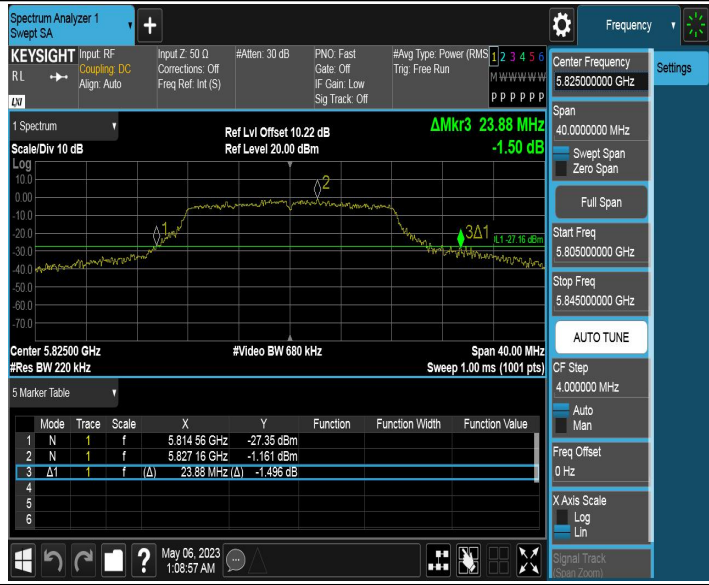 Spectrum Analyzer 1
Swept SA
+
Frequency
KEYSIGHT
RL
LXI
Input: RF
Coupling: DC
Align: Auto
Input Z: 50 Ω
Corrections: Off
Freq Ref: Int (S)
#Atten: 30 dB
PNO: Fast
Gate: Off
IF Gain: Low
Sig Track: Off
#Avg Type: Power (RMS
Trig: Free Run
1 2 3 4 5 6
M W W W W W
P P P P P P
1 Spectrum
Scale/Div 10 dB
Ref Lvl Offset 10.22 dB
Ref Level 20.00 dBm
ΔMkr3 23.88 MHz
-1.50 dB
Log
10.0
0.00
-10.0
-20.0
-30.0
-40.0
-50.0
-60.0
-70.0
1
2
3Δ1
DL1 -27.16 dBm
Center 5.82500 GHz
#Res BW 220 kHz
#Video BW 680 kHz
Span 40.00 MHz
Sweep 1.00 ms (1001 pts)
5 Marker Table
Mode Trace Scale X Y Function Function Width Function Value
1 N 1 f 5.814 56 GHz -27.35 dBm
2 N 1 f 5.827 16 GHz -1.161 dBm
3 Δ1 1 f (Δ) 23.88 MHz (Δ) -1.496 dB
4
5
6
?
May 06, 2023
1:08:57 AM
Center Frequency
5.825000000 GHz
Settings
Span
40.0000000 MHz
Swept Span
Zero Span
Full Span
Start Freq
5.805000000 GHz
Stop Freq
5.845000000 GHz
AUTO TUNE
CF Step
4.000000 MHz
Auto
Man
Freq Offset
0 Hz
X Axis Scale
Log
Lin
Signal Track
(Span Zoom)